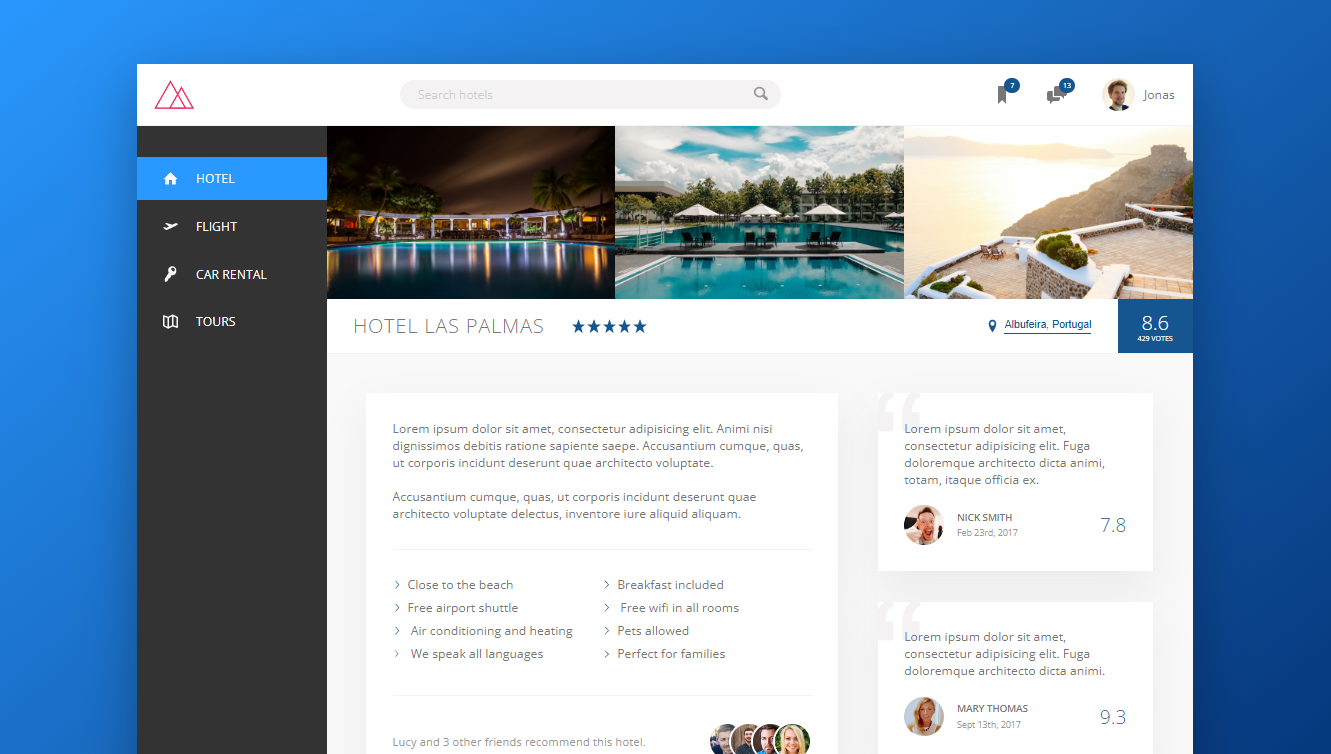 Search hotels
7
13
Jonas
HOTEL
FLIGHT
CAR RENTAL
TOURS
HOTEL LAS PALMAS
Albufeira, Portugal
8.6
429 VOTES
Lorem ipsum dolor sit amet, consectetur adipisicing elit. Animi nisi
dignissimos debitis ratione sapiente saepe. Accusantium cumque, quas,
ut corporis incidunt deserunt quae architecto voluptate.
Accusantium cumque, quas, ut corporis incidunt deserunt quae
architecto voluptate delectus, inventore iure aliquid aliquam.
Close to the beach
Free airport shuttle
Air conditioning and heating
We speak all languages
Breakfast included
Free wifi in all rooms
Pets allowed
Perfect for families
Lucy and 3 other friends recommend this hotel.
“
Lorem ipsum dolor sit amet,
consectetur adipisicing elit. Fuga
doloremque architecto dicta animi,
totam, itaque officia ex.
NICK SMITH
Feb 23rd, 2017
7.8
“
Lorem ipsum dolor sit amet,
consectetur adipisicing elit. Fuga
doloremque architecto dicta animi.
MARY THOMAS
Sept 13th, 2017
9.3